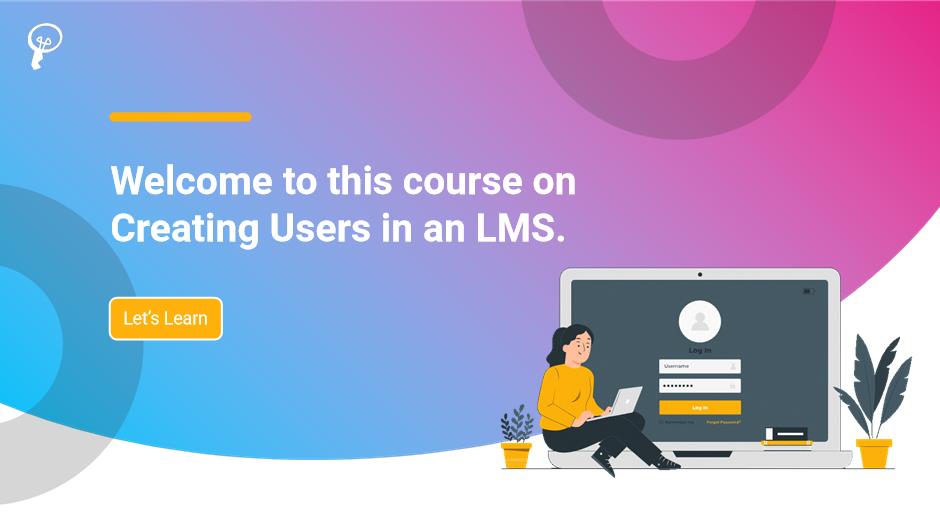 Welcome to this course on
Creating Users in an LMS.
Let's Learn
Log In
Username
Log In
Remember me Forgot Password?